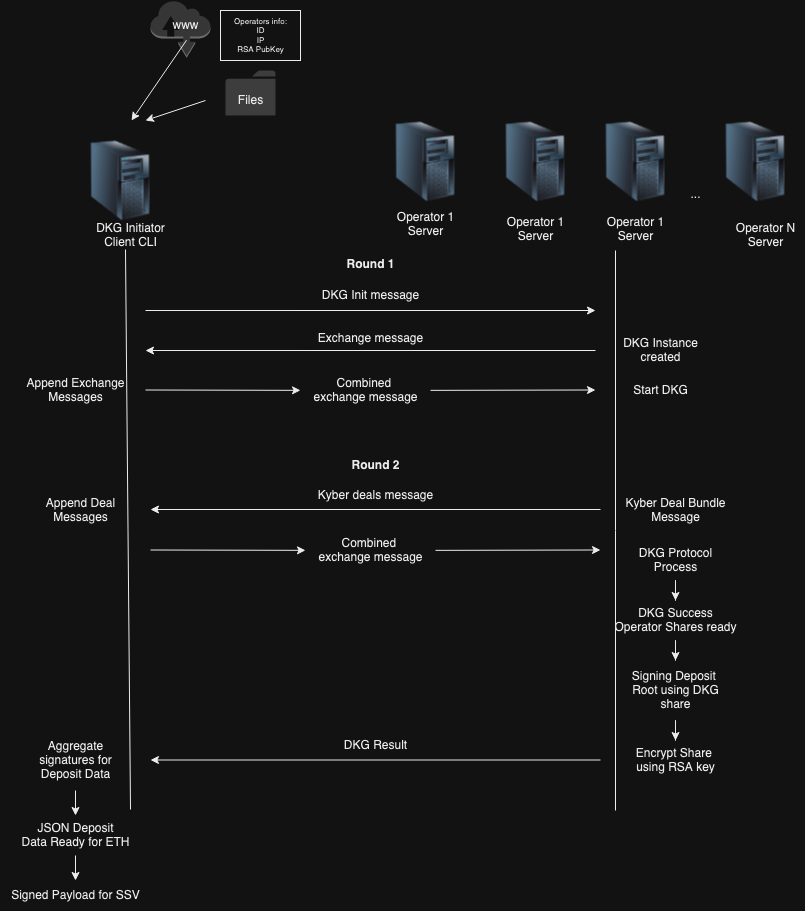 WWW
Operators info:
ID
IP
RSA PubKey
Files
DKG Initiator
Client CLI
Operator 1
Server
Operator 1
Server
Operator 1
Server
...
Operator N
Server
Round 1
DKG Init message
Exchange message
DKG Instance
created
Append Exchange
Messages
Combined
exchange message
Start DKG
Round 2
Kyber deals message
Append Deal
Messages
Kyber Deal Bundle
Message
Combined
exchange message
DKG Protocol
Process
DKG Success
Operator Shares ready
Signing Deposit
Root using DKG
share
DKG Result
Aggregate
signatures for
Deposit Data
Encrypt Share
using RSA key
JSON Deposit
Data Ready for ETH
Signed Payload for SSV